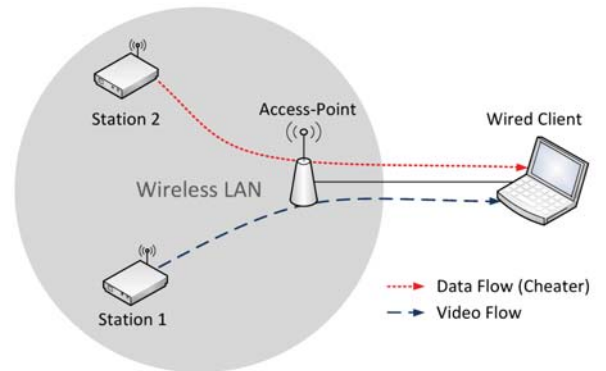 Station 2
Access-Point
Wired Client
Wireless LAN
Station 1
Data Flow (Cheater)
Video Flow